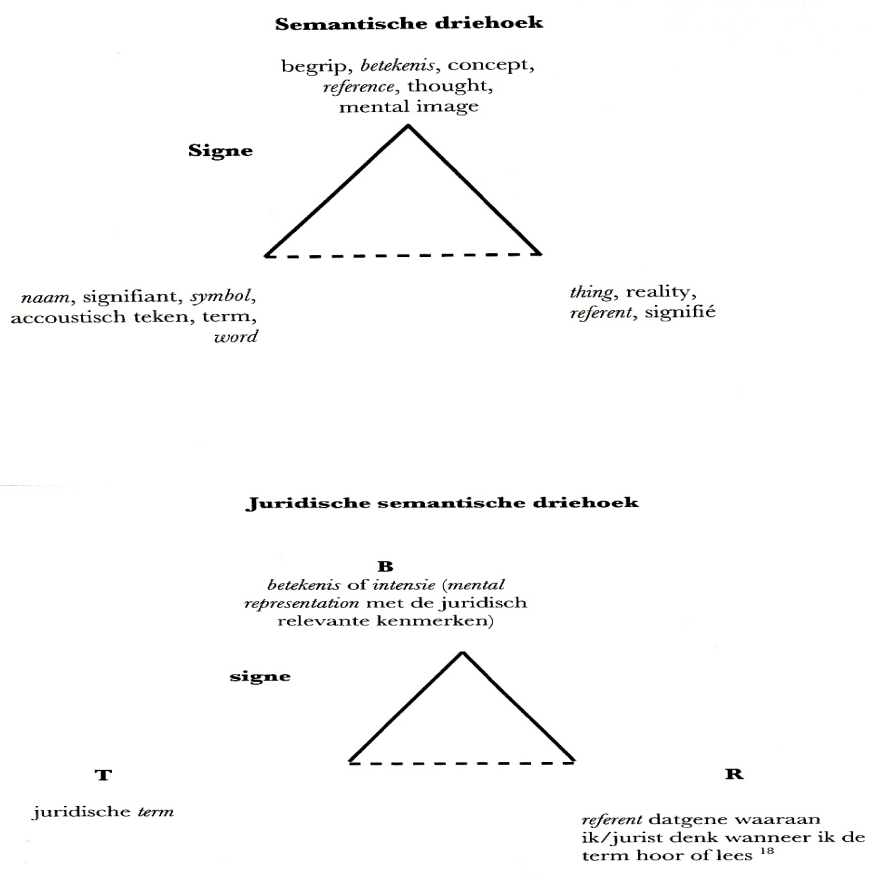 Semantische driehoek
begrip, betekenis, concept,
reference, thought,
mental image
Signe
naam, signifiant, symbol,
accoustisch teken, term,
word
thing, reality,
referent, signifié
Juridische semantische driehoek
B
betekenis of intensie (mental
representation met de juridisch
relevante kenmerken)
signe
T
R
juridische term
referent datgene waaraan
ik/jurist denk wanneer ik de
term hoor of lees 18